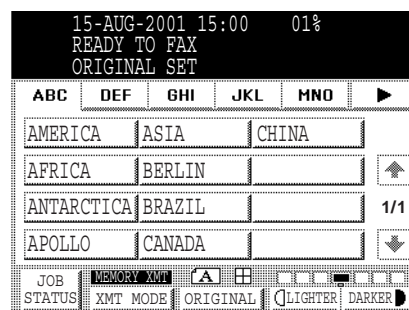 15-AUG-2001 15:00 01%
READY TO FAX
ORIGINAL SET
ABC DEF GHI JKL MNO
AMERICA ASIA CHINA
AFRICA BERLIN
ANTARCTICA BRAZIL 1/1
APOLLO CANADA
JOB STATUS
MEMORY XMT A
XMT MODE ORIGINAL LIGHTER DARKER